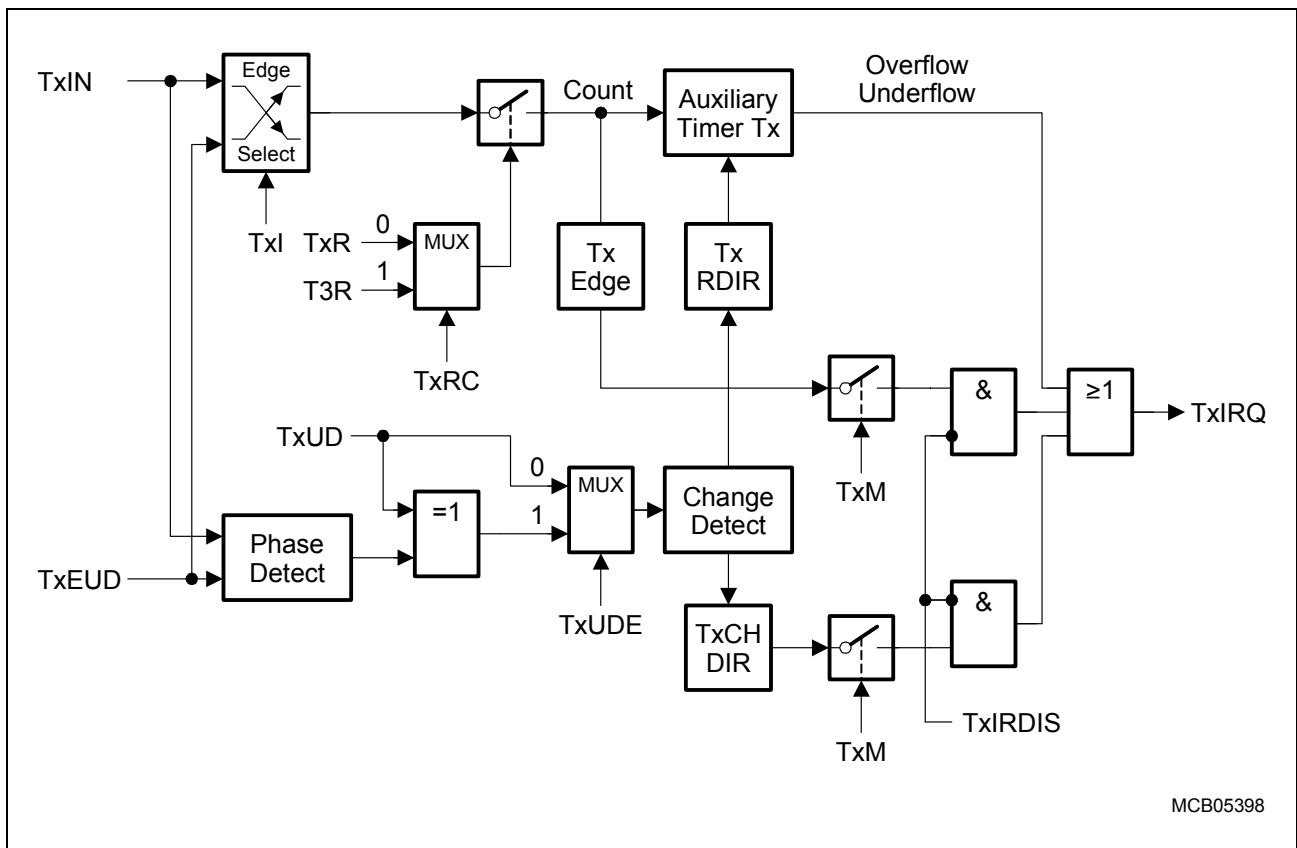 TxIN
Edge
Select
Count
Auxiliary
Timer Tx
Overflow
Underflow
TxI
TxR
0
T3R
1
MUX
TxRC
Tx
Edge
Tx
RDIR
TxM
&
≥1
TxIRQ
TxUD
0
1
=1
MUX
Change
Detect
Phase
Detect
TxEUD
TxUDE
TxCH
DIR
TxM
&
TxIRDIS
MCB05398